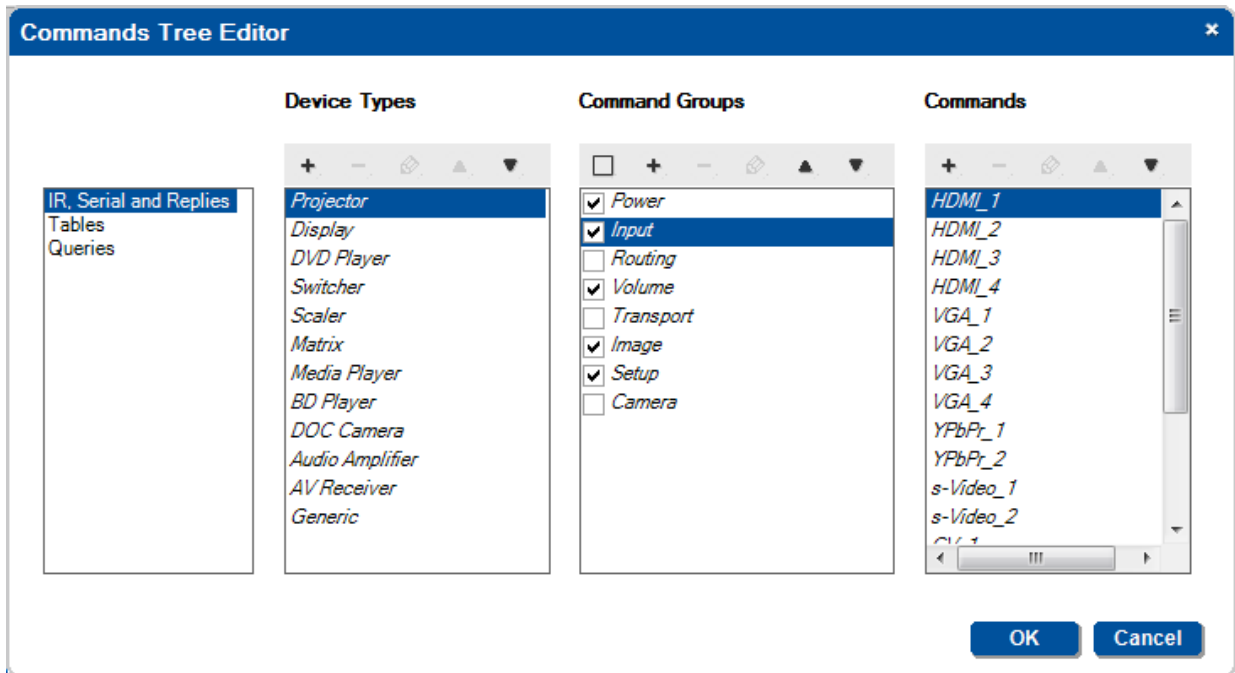 Commands Tree Editor
Device Types
Command Groups
Commands
IR, Serial and Replies
Tables
Queries
Projector
Display
DVD Player
Switcher
Scaler
Matrix
Media Player
BD Player
DOC Camera
Audio Amplifier
AV Receiver
Generic
Power
Input
Routing
Volume
Transport
Image
Setup
Camera
HDMI_1
HDMI_2
HDMI_3
HDMI_4
VGA_1
VGA_2
VGA_3
VGA_4
YPbPr_1
YPbPr_2
s-Video_1
s-Video_2
OK
Cancel